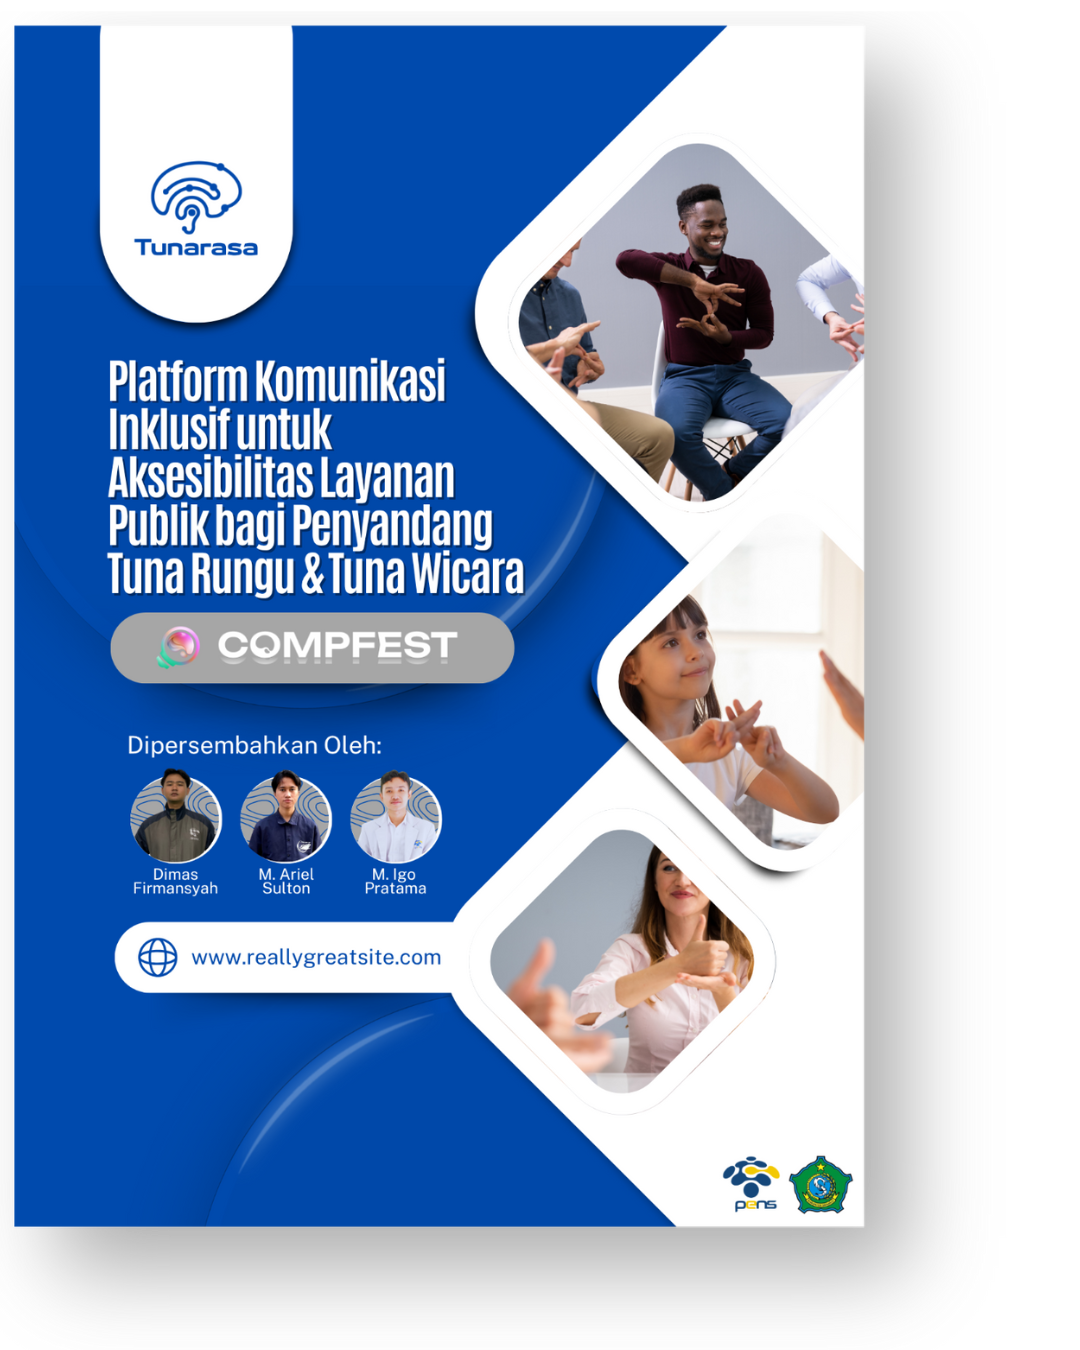 Tunarasa
Platform Komunikasi
Inklusif untuk
Aksesibilitas Layanan
Publik bagi Penyandang
Tuna Rungu & Tuna Wicara
COMPFEST
Dipersembahkan Oleh:
Dimas
Firmansyah
M. Ariel
Sulton
M. Igo
Pratama
www.reallygreatsite.com
pens